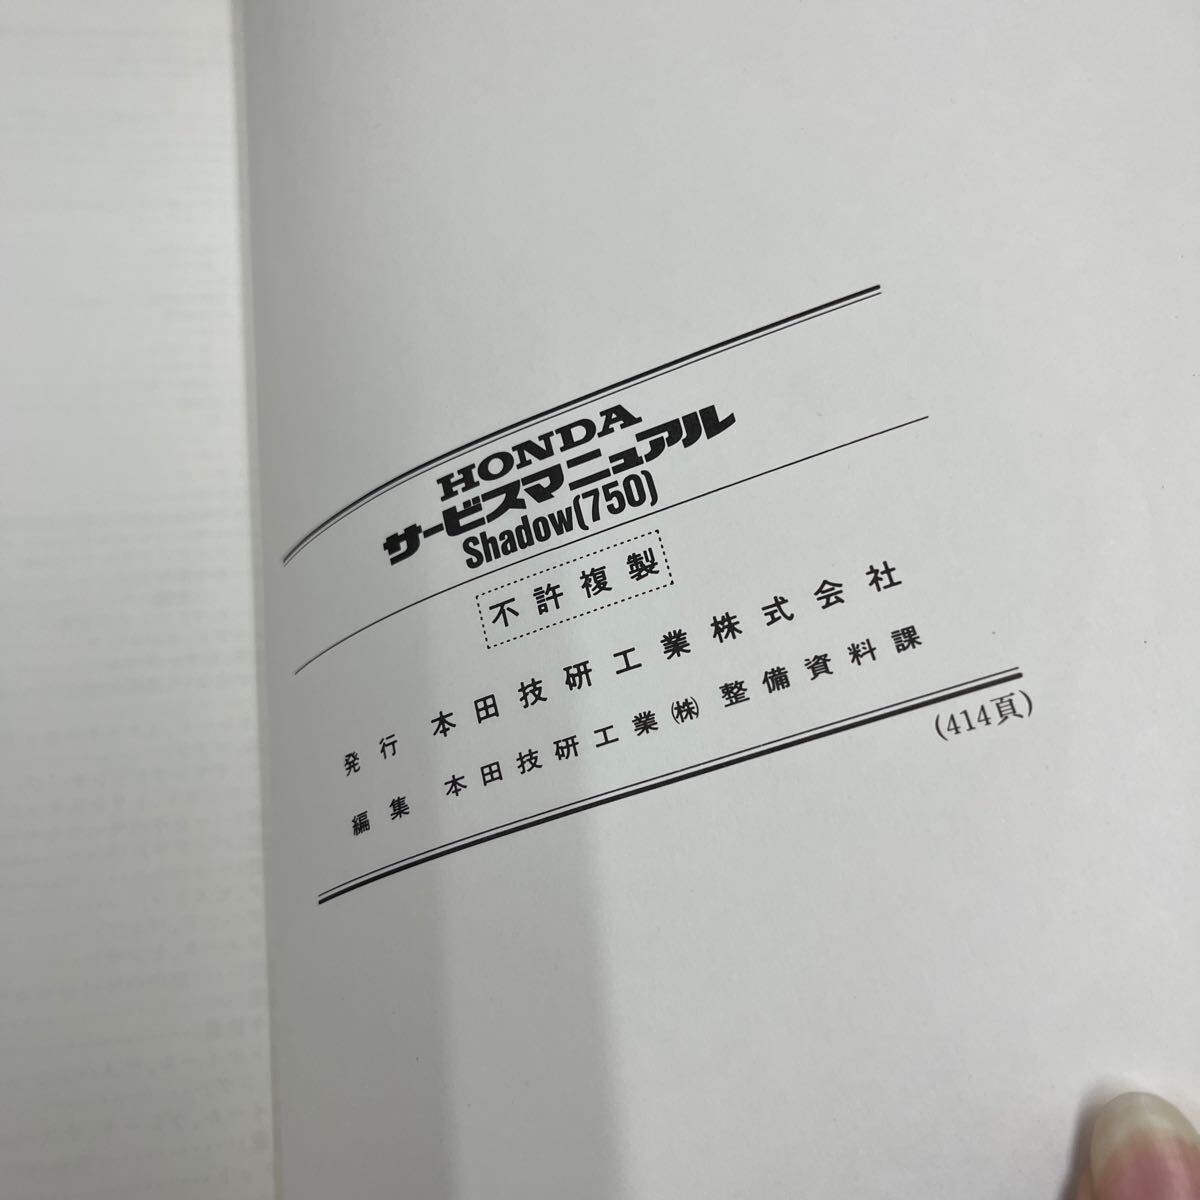 HONDA
サービスマニュアル
Shadow(750)
不許複製
発行 本田技研工業株式会社
編集 本田技研工業㈱整備資料課
(414頁)